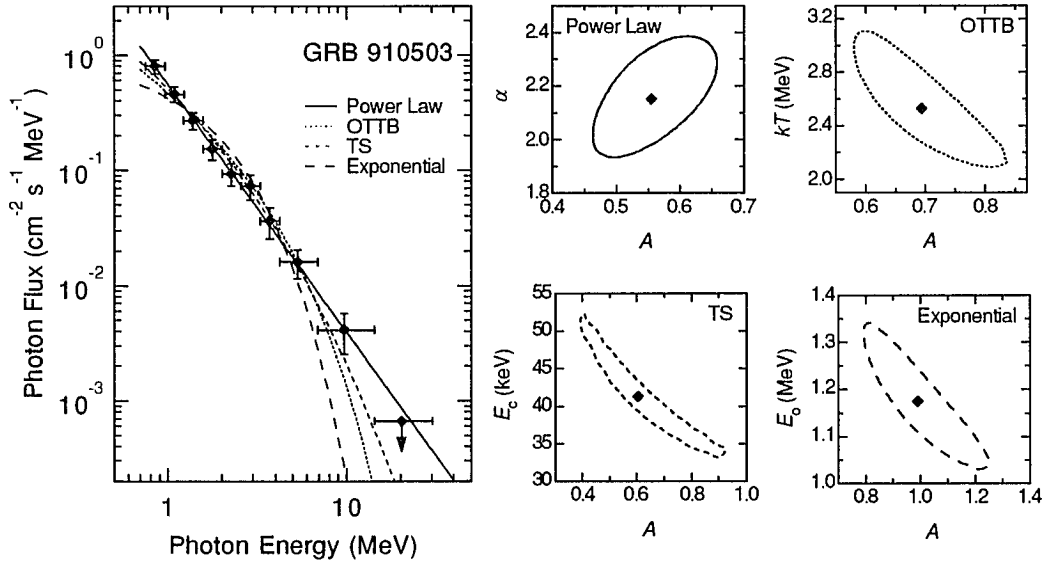 GRB 910503
Power Law
OTTB
TS
Exponential
10⁰
10⁻¹
10⁻²
10⁻³
Photon Flux (cm⁻² s⁻¹ MeV⁻¹)
1
10
Photon Energy (MeV)
Power Law
2.4
2.2
2.0
1.8
α
0.4
0.5
0.6
0.7
A
OTTB
3.2
2.8
2.4
2.0
kT (MeV)
0.6
0.7
0.8
A
TS
55
50
45
40
35
30
E_c (keV)
0.4
0.6
0.8
1.0
A
Exponential
1.4
1.3
1.2
1.1
1.0
E_o (MeV)
0.8
1.0
1.2
1.4
A